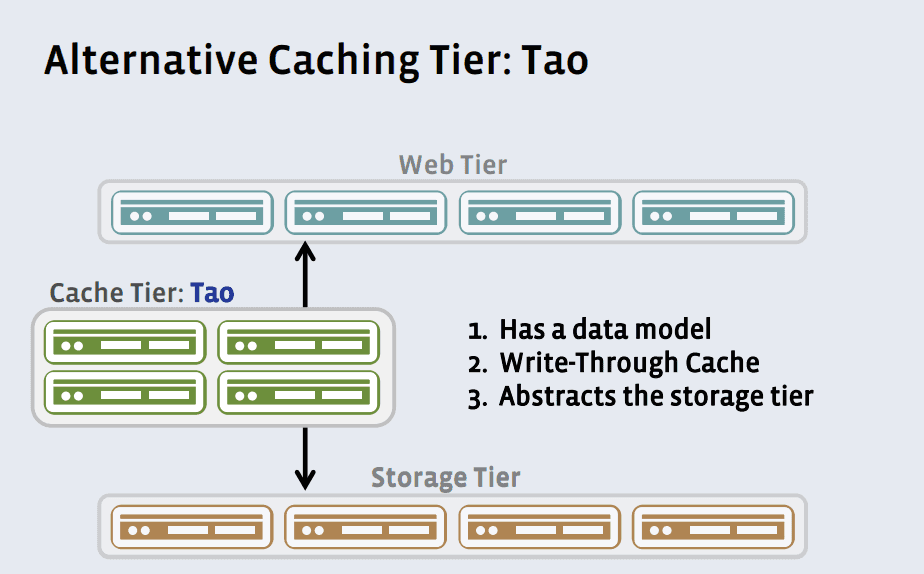 Alternative Caching Tier: Tao
Web Tier
Cache Tier: Tao
1. Has a data model
2. Write-Through Cache
3. Abstracts the storage tier
Storage Tier